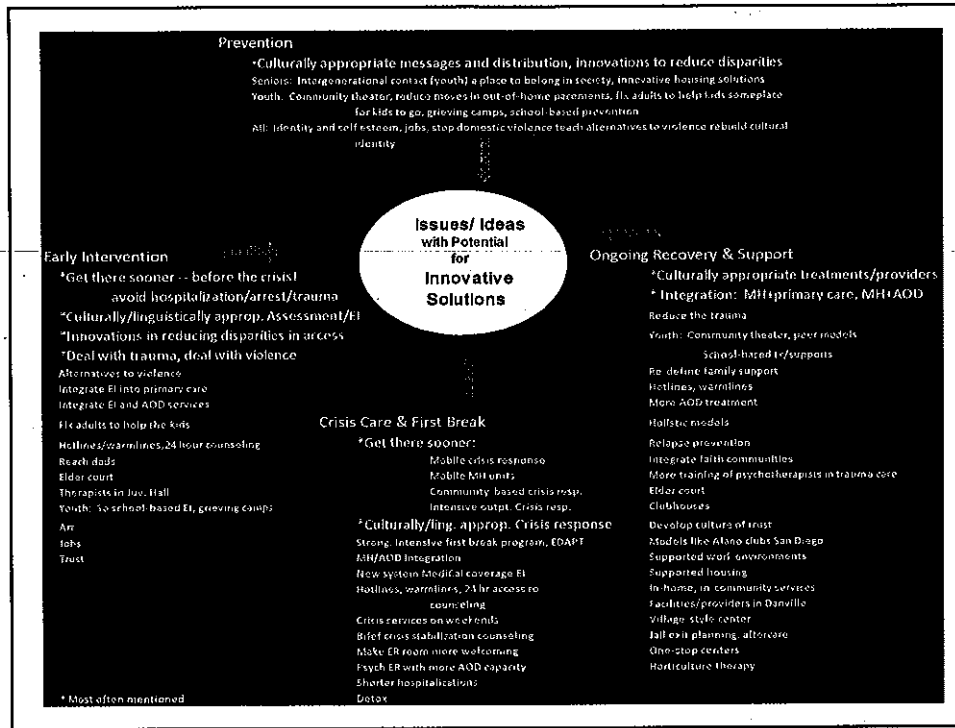 Prevention
*Culturally appropriate messages and distribution, innovations to reduce disparities
Seniors: Intergenerational contact (youth) a place to belong in society, innovative housing solutions
Youth: Community theater, reduce moves in out-of-home pacements, fix adults to help kids someplace
for kids to go, grieving camps, school-based prevention
All: Identity and self esteem, jobs, stop domestic violence teach alternatives to violence rebuild cultural
identity
Issues/ Ideas
with Potential
for
Innovative
Solutions
Early Intervention
*Get there sooner -- before the crisis!
avoid hospitalization/arrest/trauma
*Culturally/linguistically approp. Assessment/EI
*Innovations in reducing disparities in access
*Deal with trauma, deal with violence
Alternatives to violence
Integrate EI into primary care
Integrate EI and AOD services
Fix adults to help the kids
Hotlines/warmlines, 24 hour counseling
Reach dads
Elder court
Therapists in Juv. Hall
Youth: school-based EI, grieving camps
Art
Jobs
Trust
* Most often mentioned
Crisis Care & First Break
*Get there sooner:
Mobile crisis response
Mobile MH units
Community-based crisis resp.
Intensive outpt. Crisis resp.
*Culturally/ling. approp. Crisis response
Strong, Intensive first break program, EDAPT
MH/AOD Integration
New system MediCal coverage EI
Hotlines, warmlines, 24 hr access to
counseling
Crisis services on weekends
Brief crisis stabilization counseling
Make ER room more welcoming
Psych ER with more AOD capacity
Shorter hospitalizations
Detox
Ongoing Recovery & Support
*Culturally appropriate treatments/providers
* Integration: MH+primary care, MH+AOD
Reduce the trauma
Youth: Community theater, peer models
School-based tx/supports
Re-define family support
Hotlines, warmlines
More AOD treatment
Holistic models
Relapse prevention
Integrate faith communities
More training of psychotherapists in trauma care
Elder court
Clubhouses
Develop culture of trust
Models like Alano clubs San Diego
Supported work environments
Supported housing
In-home, in-community services
Facilities/providers in Danville
Village-style center
Jail exit planning, aftercare
One-stop centers
Horticulture therapy